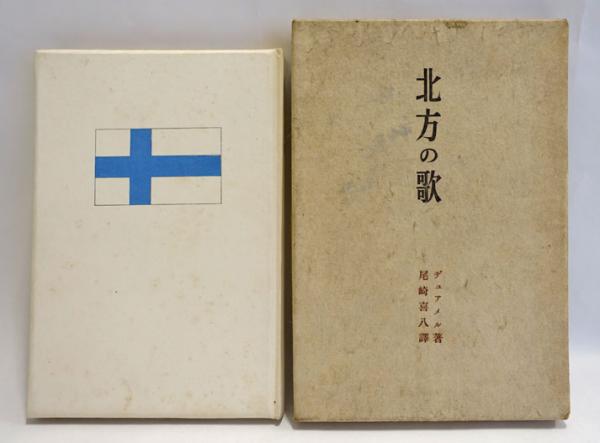 北方の歌
デュアメル著
尾崎喜八譯